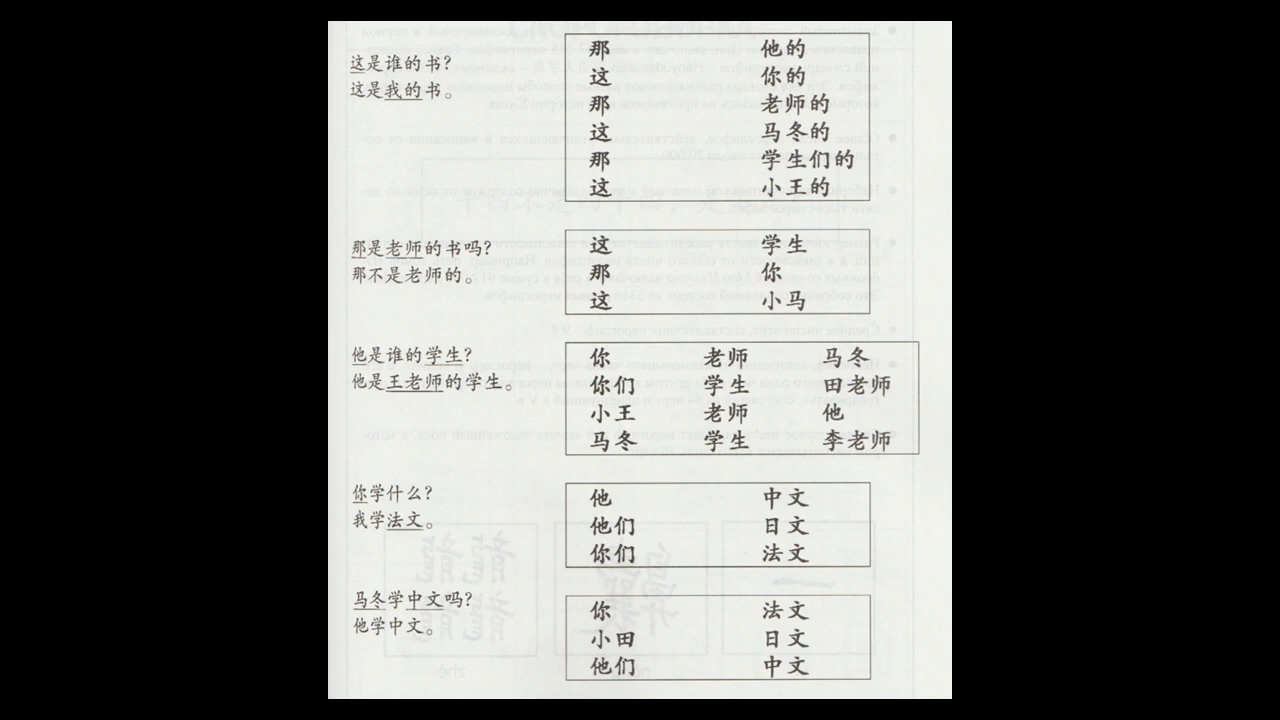 这是谁的书？
这是我的书。
那 他的
这 你的
那 老师的
这 马冬的
那 学生们的
这 小王的
那是老师的书吗？
那不是老师的。
这 学生
那 你
这 小马
他是谁的学生？
他是王老师的学生。
你 老师 马冬
你们 学生 田老师
小王 老师 他
马冬 学生 李老师
你学什么？
我学法文。
他 中文
他们 日文
你们 法文
马冬学中文吗？
他学中文。
你 法文
小田 日文
他们 中文